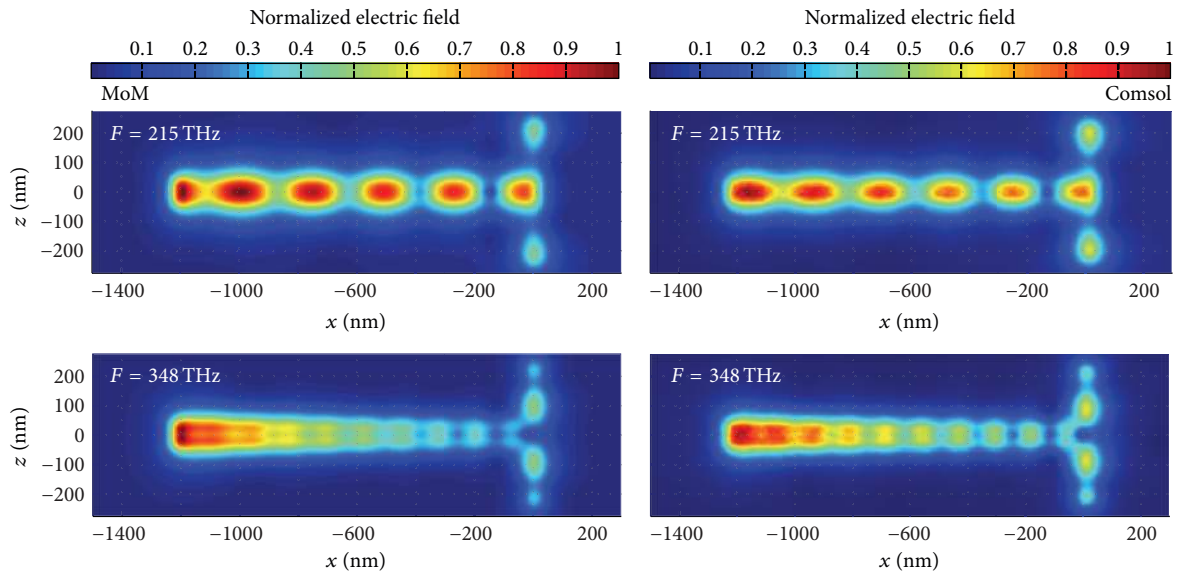 Normalized electric field
Normalized electric field
0.1 0.2 0.3 0.4 0.5 0.6 0.7 0.8 0.9 1
0.1 0.2 0.3 0.4 0.5 0.6 0.7 0.8 0.9 1
MoM
Comsol
F = 215 THz
F = 215 THz
200
100
0
−100
−200
z (nm)
−1400 −1000 −600 −200 200
−1400 −1000 −600 −200 200
x (nm)
x (nm)
F = 348 THz
F = 348 THz
200
100
0
−100
−200
z (nm)
−1400 −1000 −600 −200 200
−1400 −1000 −600 −200 200
x (nm)
x (nm)